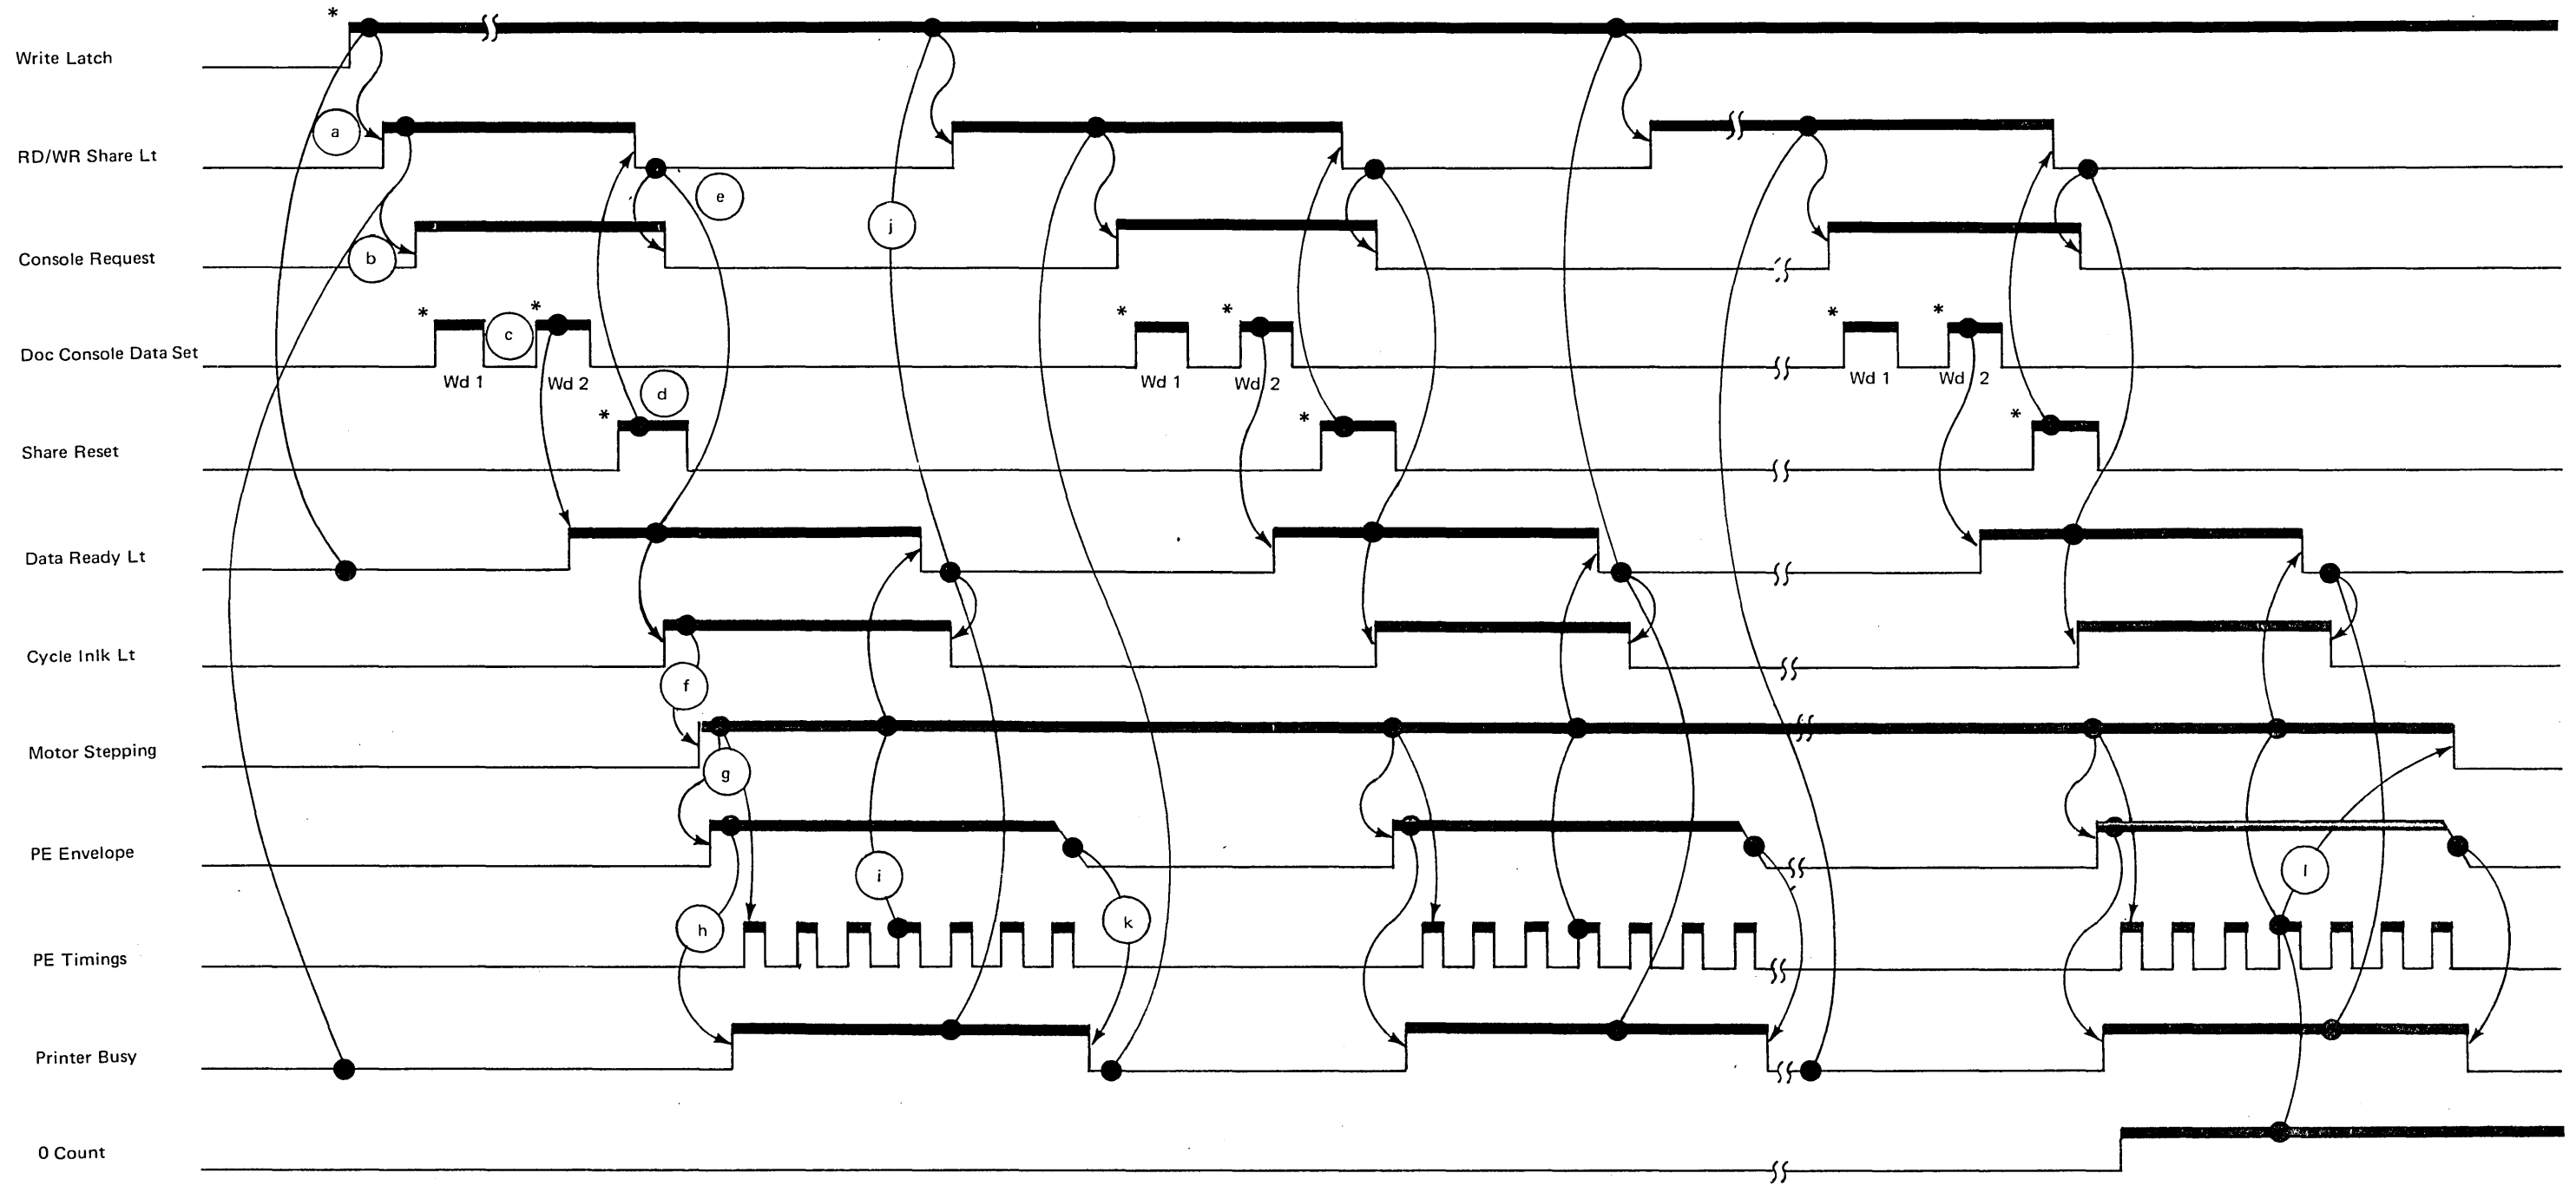 *
Write Latch
a
RD/WR Share Lt
e
j
b
Console Request
* * * * * *
c
Doc Console Data Set
Wd 1 Wd 2 Wd 1 Wd 2 Wd 1 Wd 2
d
* * *
Share Reset
Data Ready Lt
Cycle Inlk Lt
f
Motor Stepping
g
PE Envelope
i
l
h
k
PE Timings
Printer Busy
0 Count